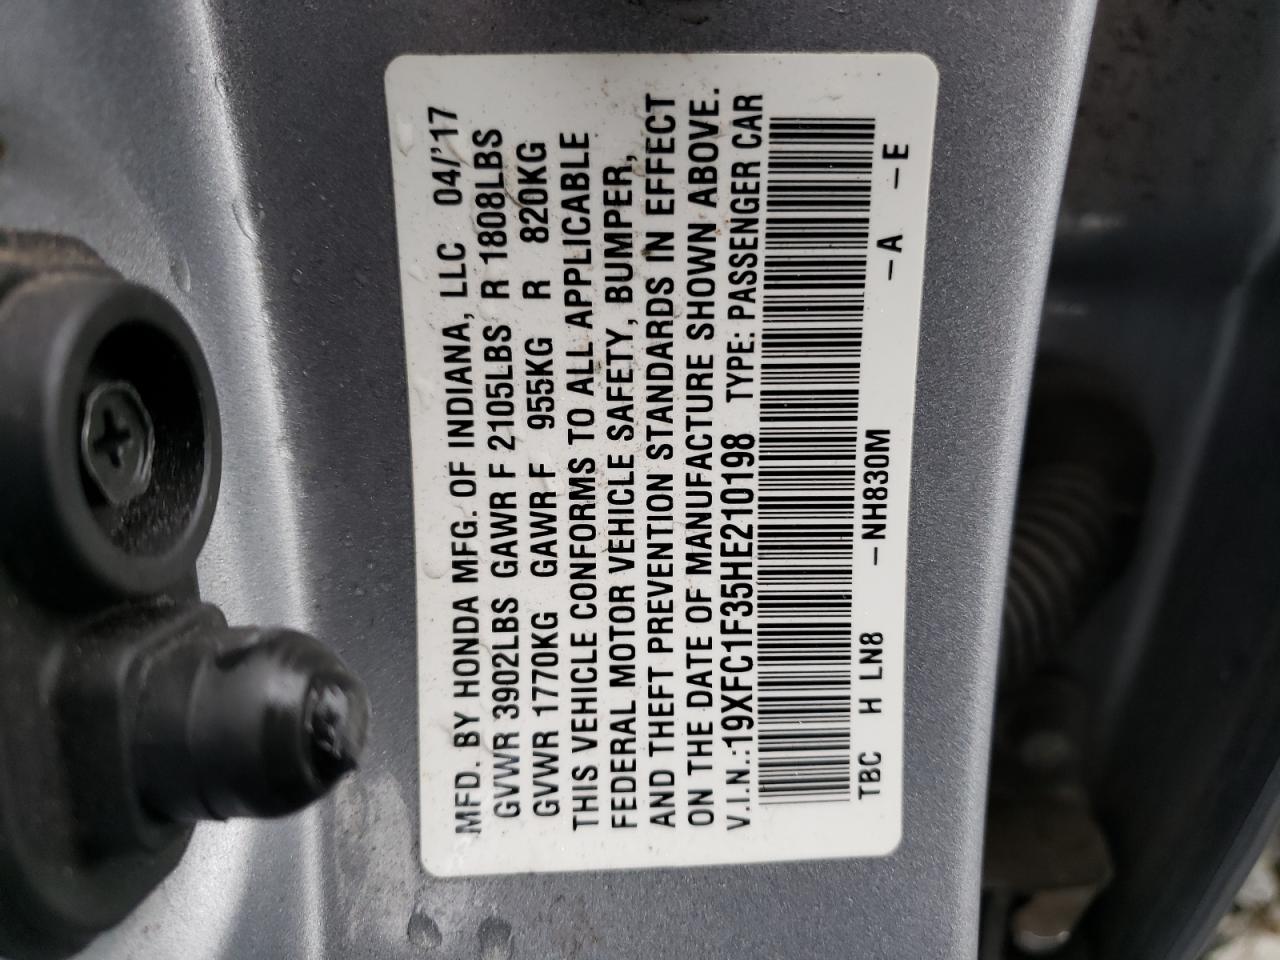 MFD. BY HONDA MFG. OF INDIANA, LLC 04/'17
GVWR 3902LBS GAWR F 2105LBS R 1808LBS
GVWR 1770KG GAWR F 955KG R 820KG
THIS VEHICLE CONFORMS TO ALL APPLICABLE
FEDERAL MOTOR VEHICLE SAFETY, BUMPER,
AND THEFT PREVENTION STANDARDS IN EFFECT
ON THE DATE OF MANUFACTURE SHOWN ABOVE.
V.I.N.:19XFC1F35HE210198 TYPE: PASSENGER CAR
TBC H LN8 -NH830M -A -E